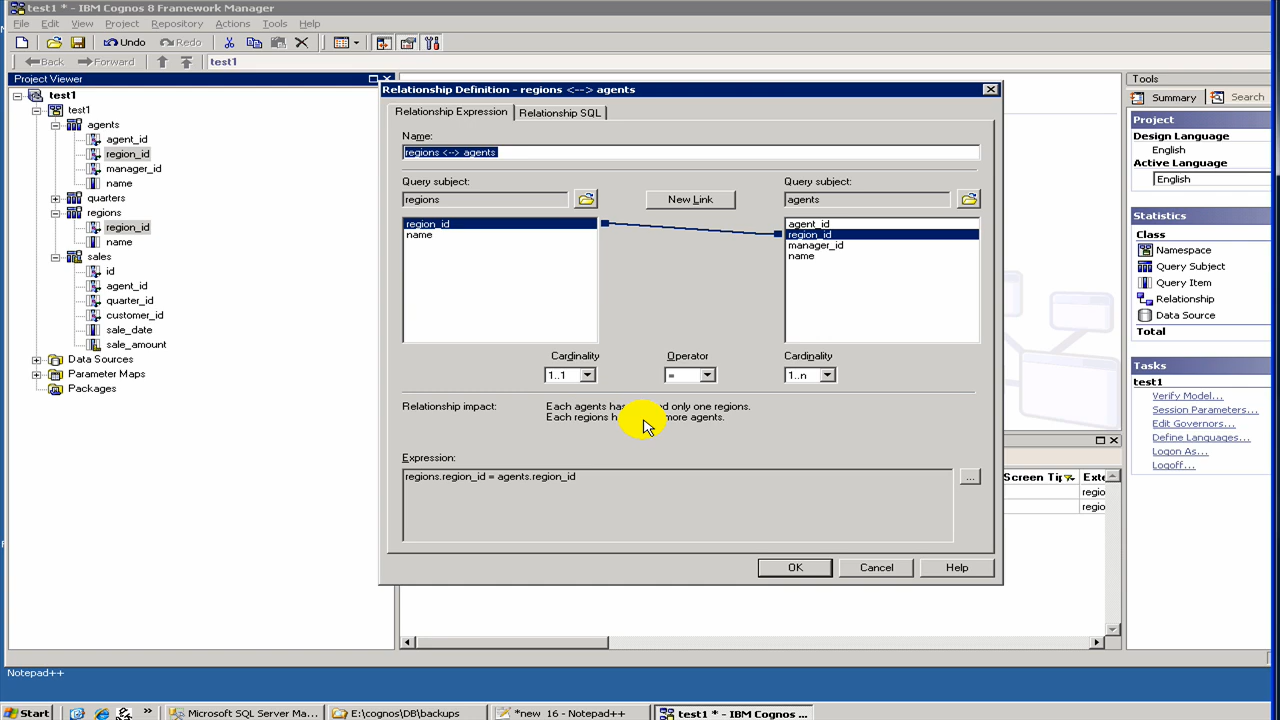 test1 * - IBM Cognos 8 Framework Manager
File Edit View Project Repository Actions Tools Help
Undo Redo
Back Forward test1
Project Viewer
Tools
test1
test1
agents
agent_id
region_id
manager_id
name
quarters
regions
region_id
name
sales
id
agent_id
quarter_id
customer_id
sale_date
sale_amount
Data Sources
Parameter Maps
Packages
Relationship Definition - regions <--> agents
Relationship Expression Relationship SQL
Name:
regions <--> agents
Query subject: Query subject:
regions New Link agents
region_id
name
agent_id
region_id
manager_id
name
Cardinality Operator Cardinality
1..1 = 1..n
Relationship impact: Each agents has only one regions.
Each regions more agents.
Expression:
regions.region_id = agents.region_id
...
OK Cancel Help
Screen Tip Exte
regio
regio
Summary Search
Project
Design Language
English
Active Language
English
Statistics
Class
Namespace
Query Subject
Query Item
Relationship
Data Source
Total
Tasks
test1
Verify Model...
Session Parameters...
Edit Governors...
Define Languages...
Logon As...
Logoff...
Notepad++
Start » Microsoft SQL Server Ma... E:\cognos\DB\backups *new 16 - Notepad++ test1 * - IBM Cognos ...